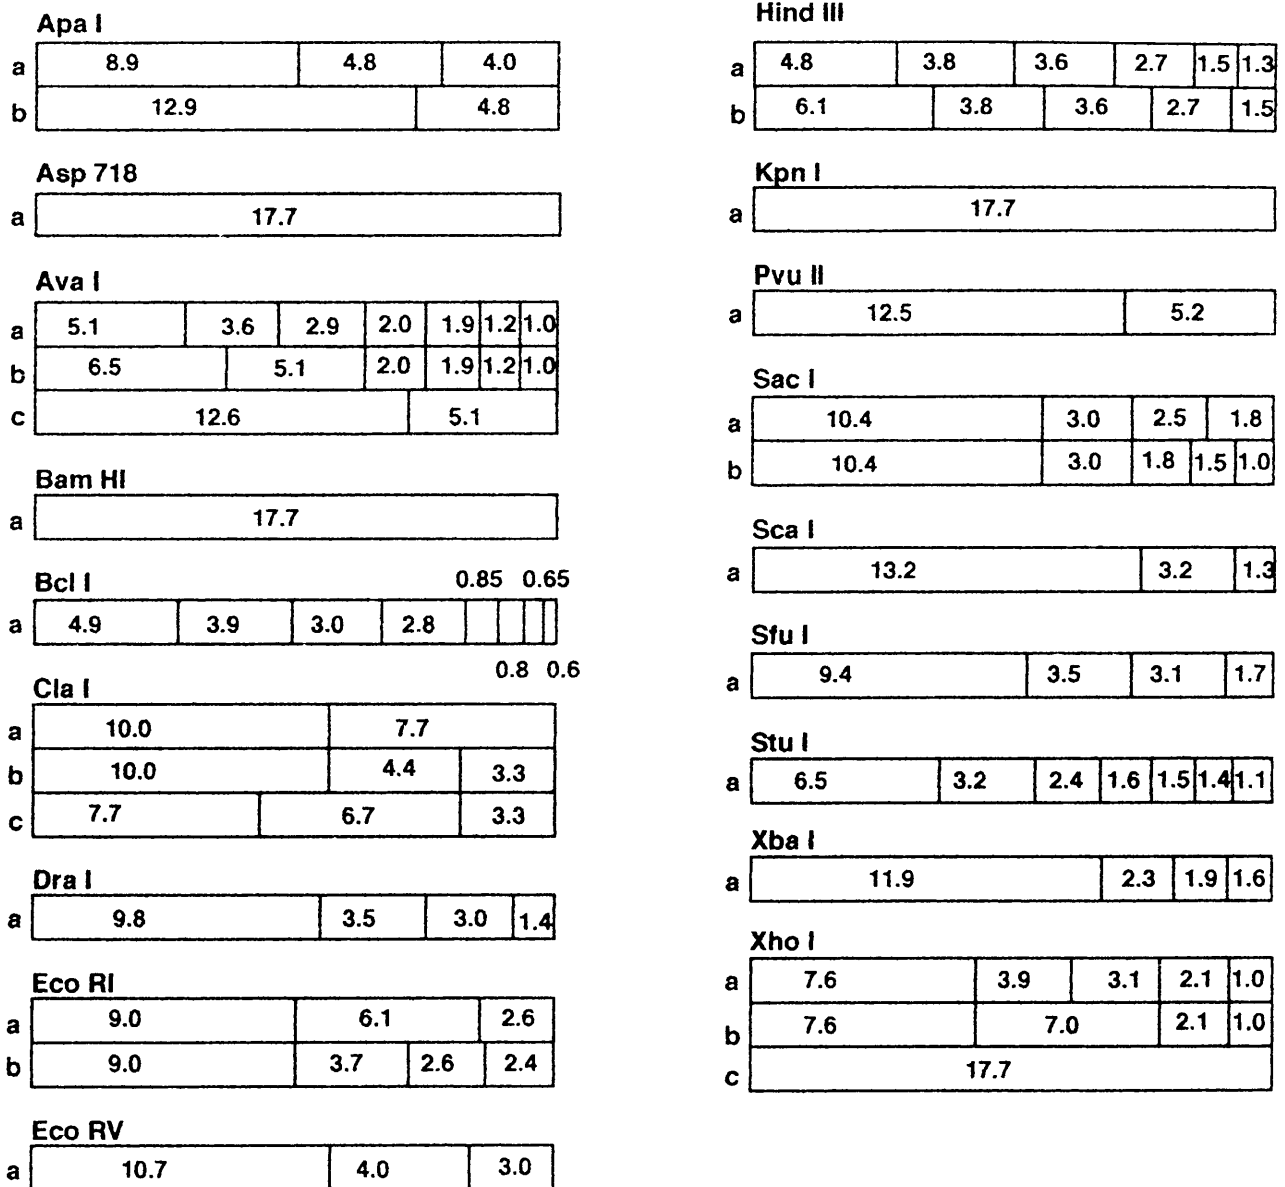 Apa I
a 8.9 4.8 4.0
b 12.9 4.8
Asp 718
a 17.7
Ava I
a 5.1 3.6 2.9 2.0 1.9 1.2 1.0
b 6.5 5.1 2.0 1.9 1.2 1.0
c 12.6 5.1
Bam HI
a 17.7
Bcl I 0.85 0.65
a 4.9 3.9 3.0 2.8
0.8 0.6
Cla I
a 10.0 7.7
b 10.0 4.4 3.3
c 7.7 6.7 3.3
Dra I
a 9.8 3.5 3.0 1.4
Eco RI
a 9.0 6.1 2.6
b 9.0 3.7 2.6 2.4
Eco RV
a 10.7 4.0 3.0
Hind III
a 4.8 3.8 3.6 2.7 1.5 1.3
b 6.1 3.8 3.6 2.7 1.5
Kpn I
a 17.7
Pvu II
a 12.5 5.2
Sac I
a 10.4 3.0 2.5 1.8
b 10.4 3.0 1.8 1.5 1.0
Sca I
a 13.2 3.2 1.3
Sfu I
a 9.4 3.5 3.1 1.7
Stu I
a 6.5 3.2 2.4 1.6 1.5 1.4 1.1
Xba I
a 11.9 2.3 1.9 1.6
Xho I
a 7.6 3.9 3.1 2.1 1.0
b 7.6 7.0 2.1 1.0
c 17.7